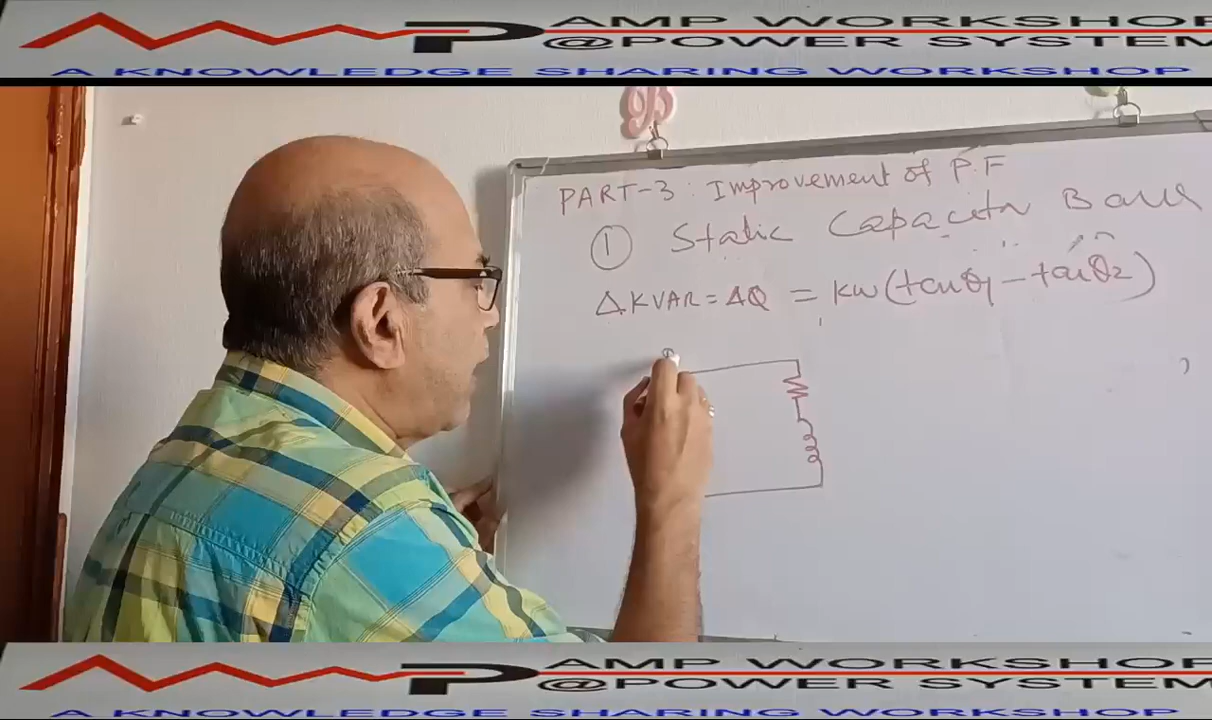 AMP WORKSHOP
@POWER SYSTEM
A KNOWLEDGE SHARING WORKSHOP
PART-3: Improvement of P.F
① Static Capacitor Bank
ΔKVAR = ΔQ = KW(tanθ1 - tanθ2)
AMP WORKSHOP
@POWER SYSTEM
A KNOWLEDGE SHARING WORKSHOP